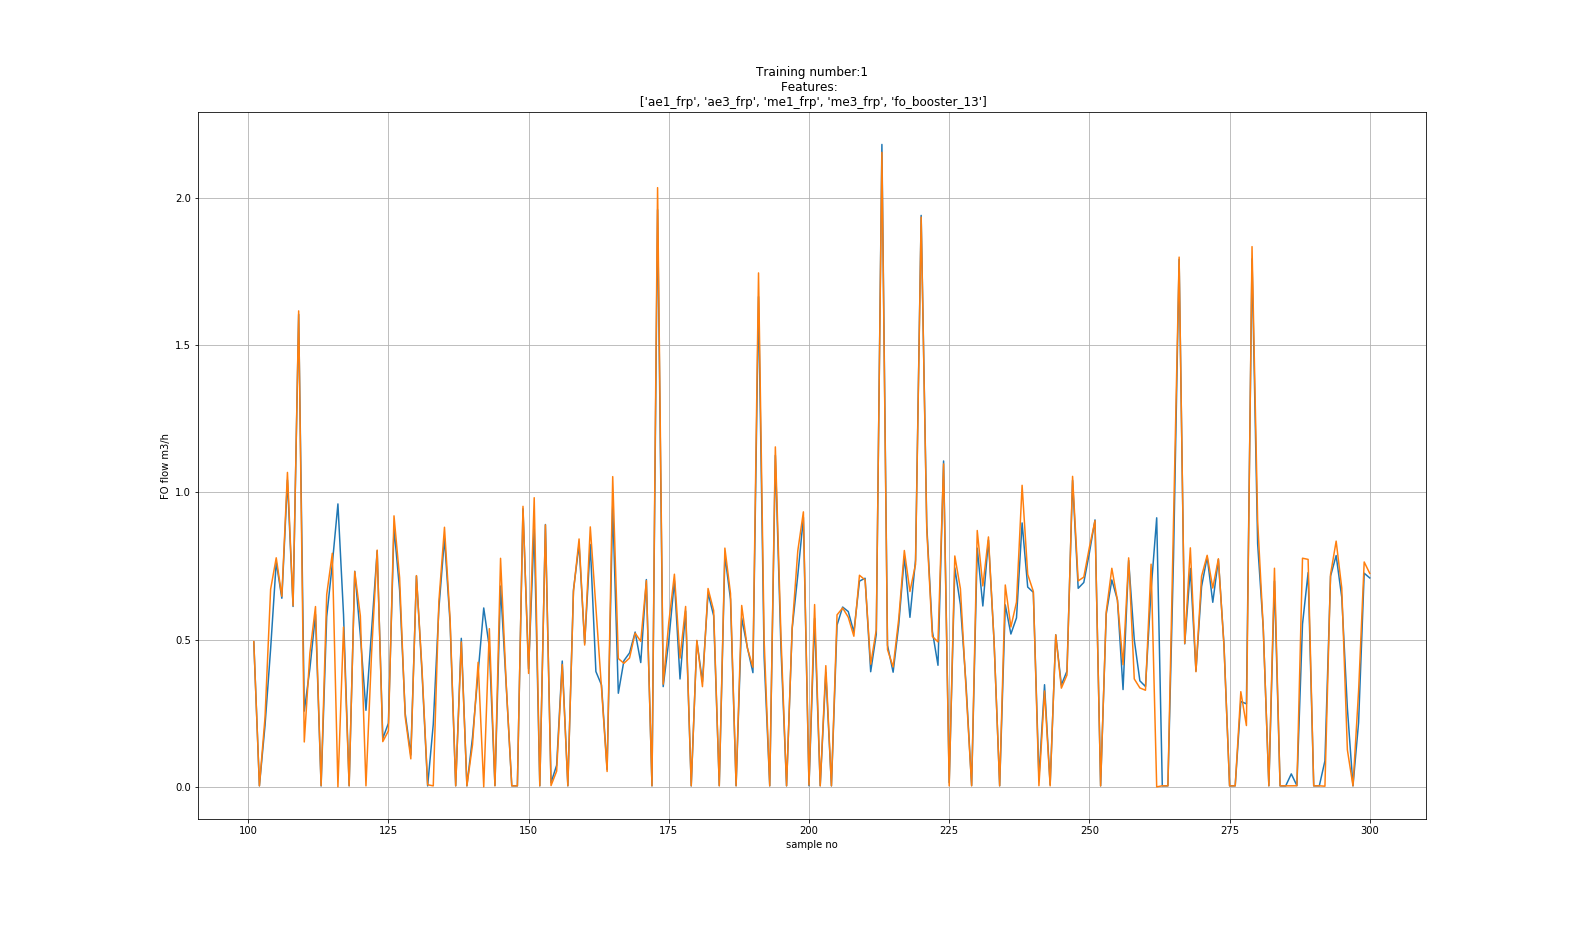 Training number:1
Features:
['ae1_frp', 'ae3_frp', 'me1_frp', 'me3_frp', 'fo_booster_13']
2.0
1.5
1.0
0.5
0.0
FO flow m3/h
100 125 150 175 200 225 250 275 300
sample no